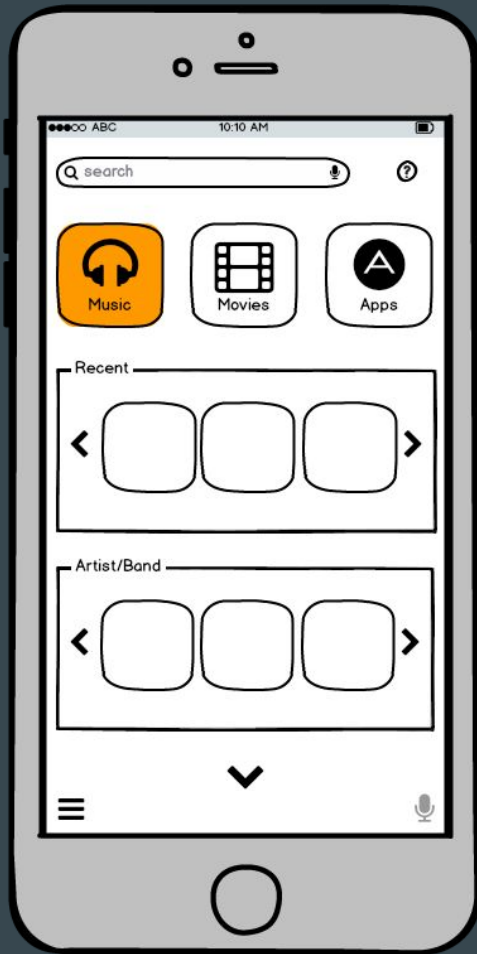 ABC 10:10 AM
search
Music Movies Apps
Recent
Artist/Band